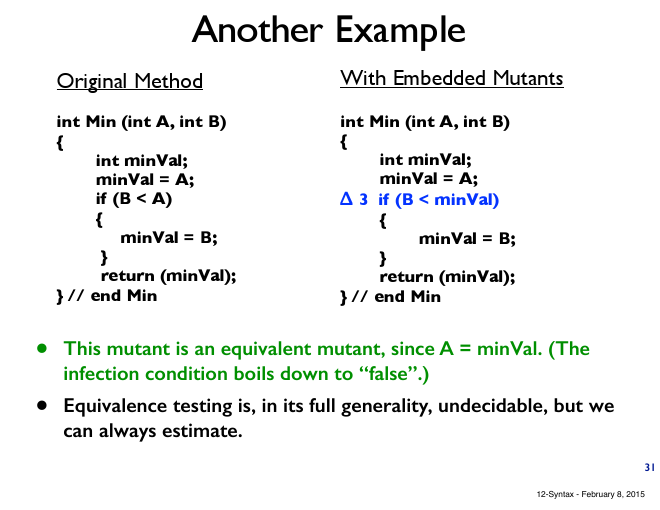 Another Example
Original Method
int Min (int A, int B)
{
int minVal;
minVal = A;
if (B < A)
{
minVal = B;
}
return (minVal);
} // end Min
With Embedded Mutants
int Min (int A, int B)
{
int minVal;
minVal = A;
Δ 3 if (B < minVal)
{
minVal = B;
}
return (minVal);
} // end Min
• This mutant is an equivalent mutant, since A = minVal. (The
infection condition boils down to “false”.)
• Equivalence testing is, in its full generality, undecidable, but we
can always estimate.
31
12-Syntax - February 8, 2015